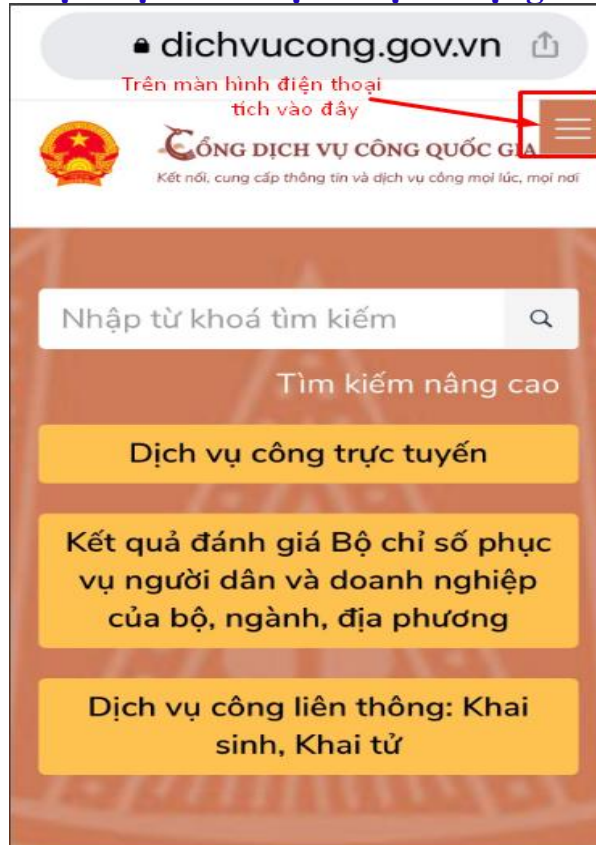 dichvucong.gov.vn
Trên màn hình điện thoại
tích vào đây
CỔNG DỊCH VỤ CÔNG QUỐC GIA
Kết nối, cung cấp thông tin và dịch vụ công mọi lúc, mọi nơi
Nhập từ khoá tìm kiếm
Tìm kiếm nâng cao
Dịch vụ công trực tuyến
Kết quả đánh giá Bộ chỉ số phục
vụ người dân và doanh nghiệp
của bộ, ngành, địa phương
Dịch vụ công liên thông: Khai
sinh, Khai tử